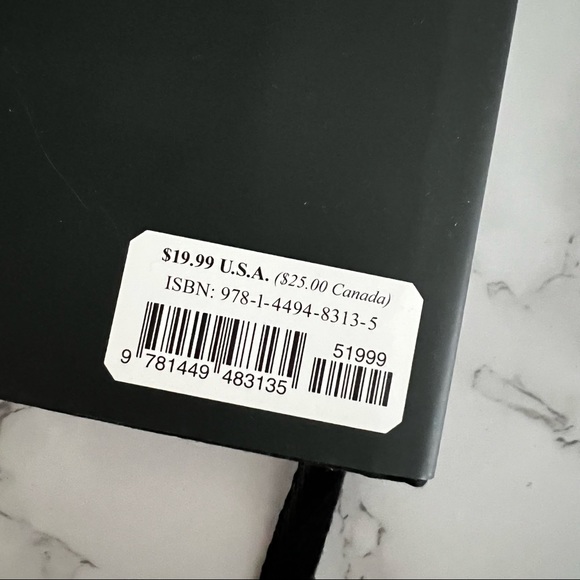 $19.99 U.S.A. ($25.00 Canada)
ISBN: 978-1-4494-8313-5
51999
9 781449 483135